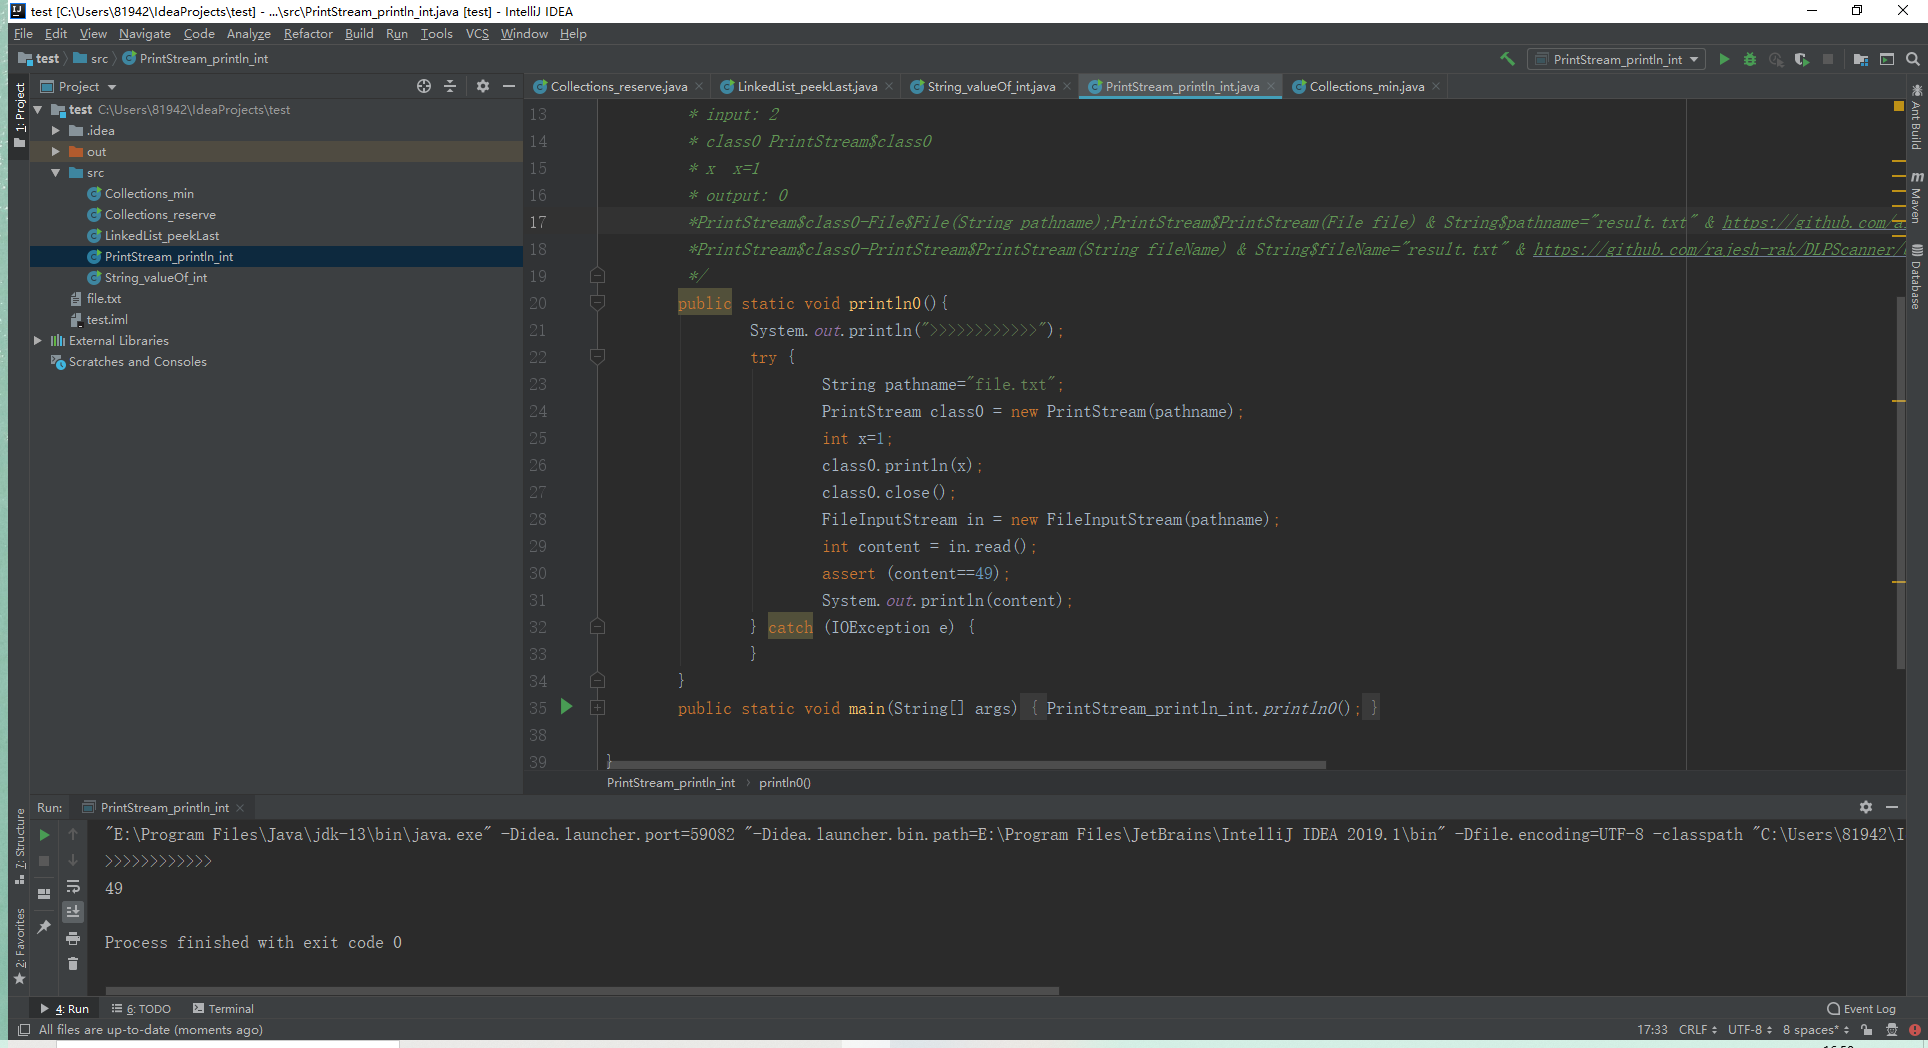 test [C:\Users\81942\IdeaProjects\test] - ...\src\PrintStream_println_int.java [test] - IntelliJ IDEA
File Edit View Navigate Code Analyze Refactor Build Run Tools VCS Window Help
test src PrintStream_println_int
PrintStream_println_int
1: Project
Project
Collections_reserve.java LinkedList_peekLast.java String_valueOf_int.java PrintStream_println_int.java Collections_min.java
test C:\Users\81942\IdeaProjects\test
.idea
out
src
Collections_min
Collections_reserve
LinkedList_peekLast
PrintStream_println_int
String_valueOf_int
file.txt
test.iml
External Libraries
Scratches and Consoles
13 * input: 2
14 * class0 PrintStream$class0
15 * x  x=1
16 * output: 0
17 *PrintStream$class0-File$File(String pathname);PrintStream$PrintStream(File file) & String$pathname="result.txt" & https://github.com/a
18 *PrintStream$class0-PrintStream$PrintStream(String fileName) & String$fileName="result.txt" & https://github.com/rajesh-rak/DLPScanner/
19 */
20 public static void println0(){
21 System.out.println(">>>>>>>>>>>>");
22 try {
23 String pathname="file.txt";
24 PrintStream class0 = new PrintStream(pathname);
25 int x=1;
26 class0.println(x);
27 class0.close();
28 FileInputStream in = new FileInputStream(pathname);
29 int content = in.read();
30 assert (content==49);
31 System.out.println(content);
32 } catch (IOException e) {
33 }
34 }
35 public static void main(String[] args) { PrintStream_println_int.println0(); }
38
39 }
PrintStream_println_int println0()
Ant Build
Maven
Database
Run: PrintStream_println_int
"E:\Program Files\Java\jdk-13\bin\java.exe" -Didea.launcher.port=59082 "-Didea.launcher.bin.path=E:\Program Files\JetBrains\IntelliJ IDEA 2019.1\bin" -Dfile.encoding=UTF-8 -classpath "C:\Users\81942\I
>>>>>>>>>>>>
49
Process finished with exit code 0
7: Structure
2: Favorites
4: Run 6: TODO Terminal Event Log
All files are up-to-date (moments ago) 17:33 CRLF UTF-8 8 spaces*